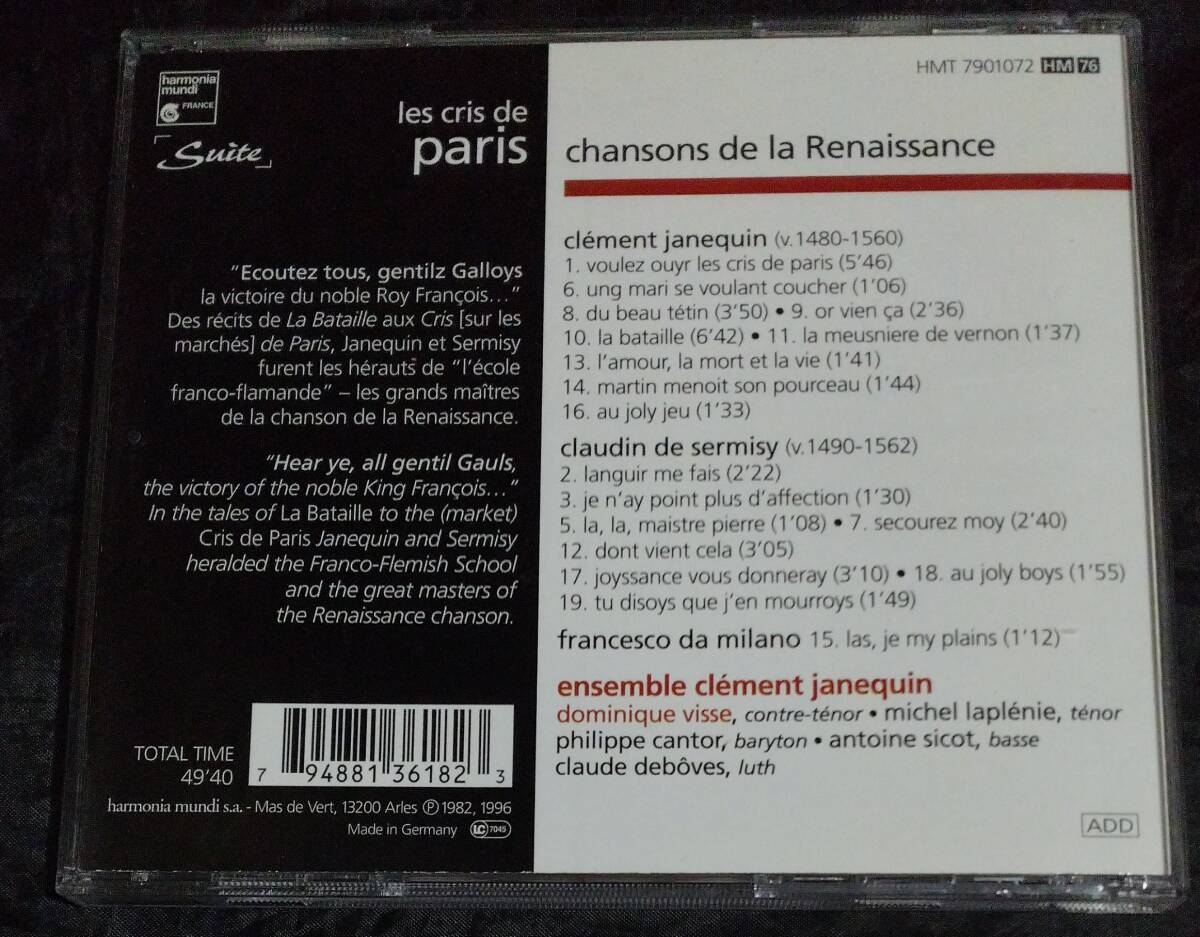 harmonia
mundi
FRANCE
Suite
les cris de
paris
"Ecoutez tous, gentilz Galloys
la victoire du noble Roy François..."
Des récits de La Bataille aux Cris [sur les
marchés] de Paris, Janequin et Sermisy
furent les hérauts de "l'école
franco-flamande" – les grands maîtres
de la chanson de la Renaissance.
"Hear ye, all gentil Gauls,
the victory of the noble King François..."
In the tales of La Bataille to the (market)
Cris de Paris Janequin and Sermisy
heralded the Franco-Flemish School
and the great masters of
the Renaissance chanson.
TOTAL TIME
49'40
7 94881 36182 3
harmonia mundi s.a. - Mas de Vert, 13200 Arles ℗ 1982, 1996
Made in Germany LC 7045
HMT 7901072 HM 76
chansons de la Renaissance
clément janequin (v.1480-1560)
1. voulez ouyr les cris de paris (5'46)
6. ung mari se voulant coucher (1'06)
8. du beau tétin (3'50) • 9. or vien ça (2'36)
10. la bataille (6'42) • 11. la meusniere de vernon (1'37)
13. l'amour, la mort et la vie (1'41)
14. martin menoit son pourceau (1'44)
16. au joly jeu (1'33)
claudin de sermisy (v.1490-1562)
2. languir me fais (2'22)
3. je n'ay point plus d'affection (1'30)
5. la, la, maistre pierre (1'08) • 7. secourez moy (2'40)
12. dont vient cela (3'05)
17. joyssance vous donneray (3'10) • 18. au joly boys (1'55)
19. tu disoys que j'en mourroys (1'49)
francesco da milano 15. las, je my plains (1'12)
ensemble clément janequin
dominique visse, contre-ténor • michel laplénie, ténor
philippe cantor, baryton • antoine sicot, basse
claude debôves, luth
ADD